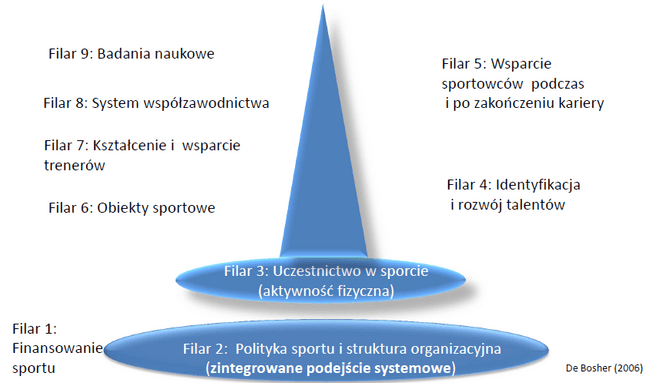 Filar 9: Badania naukowe
Filar 8: System współzawodnictwa
Filar 7: Kształcenie i  wsparcie
trenerów
Filar 6: Obiekty sportowe
Filar 5: Wsparcie
sportowców  podczas
i po zakończeniu kariery
Filar 4: Identyfikacja
i rozwój talentów
Filar 3: Uczestnictwo w sporcie
(aktywność fizyczna)
Filar 1:
Finansowanie
sportu
Filar 2:  Polityka sportu i struktura organizacyjna
(zintegrowane podejście systemowe)
De Bosher (2006)